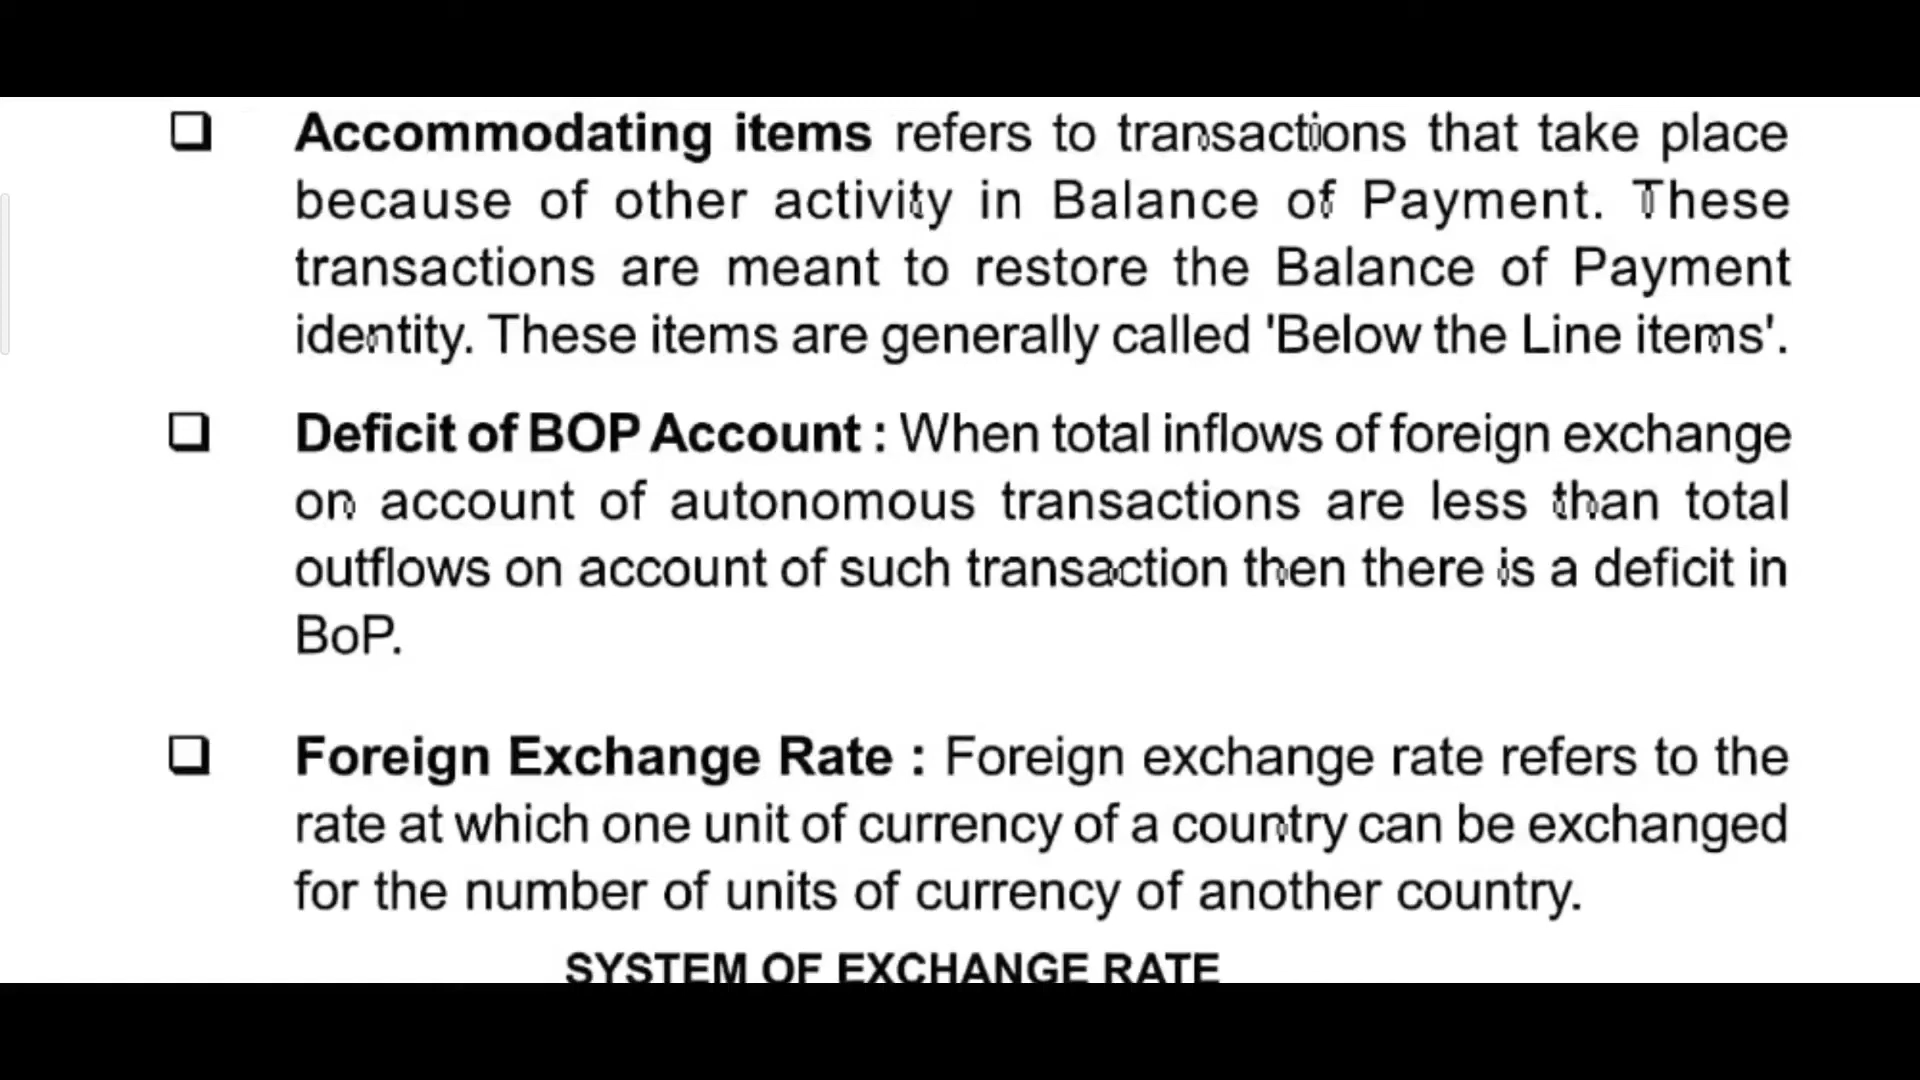 ❑ Accommodating items refers to transactions that take place
because of other activity in Balance of Payment. These
transactions are meant to restore the Balance of Payment
identity. These items are generally called 'Below the Line items'.
❑ Deficit of BOP Account : When total inflows of foreign exchange
on account of autonomous transactions are less than total
outflows on account of such transaction then there is a deficit in
BoP.
❑ Foreign Exchange Rate : Foreign exchange rate refers to the
rate at which one unit of currency of a country can be exchanged
for the number of units of currency of another country.
SYSTEM OF EXCHANGE RATE